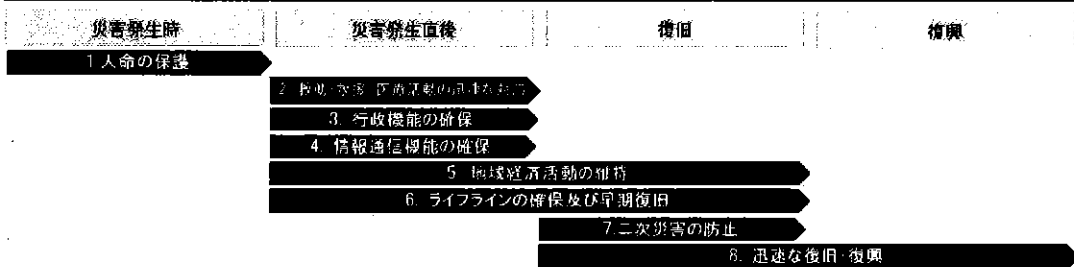 災害発生時 災害発生直後 復旧 復興
1 人命の保護
2. 救助・救援 医療活動の迅速な
3. 行政機能の確保
4. 情報通信機能の確保
5. 地域経済活動の維持
6. ライフラインの確保及び早期復旧
7.二次災害の防止
8. 迅速な復旧・復興